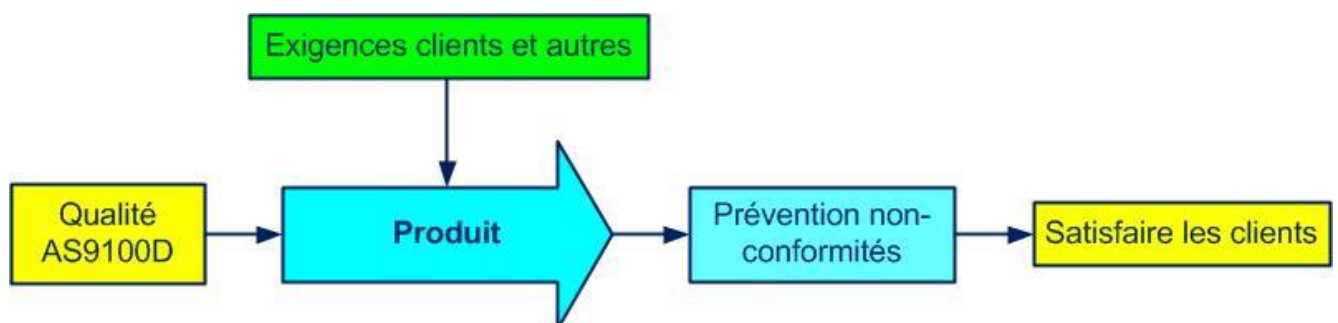 Exigences clients et autres
Qualité
AS9100D
Produit
Prévention non-
conformités
Satisfaire les clients